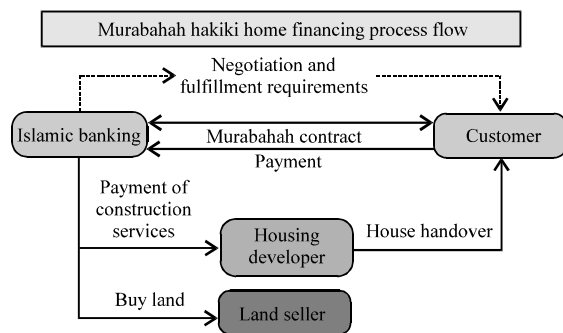 Murabahah hakiki home financing process flow
Negotiation and
fulfillment requirements
Islamic banking
Murabahah contract
Customer
Payment
Payment of
construction
services
Housing
developer
House handover
Buy land
Land seller